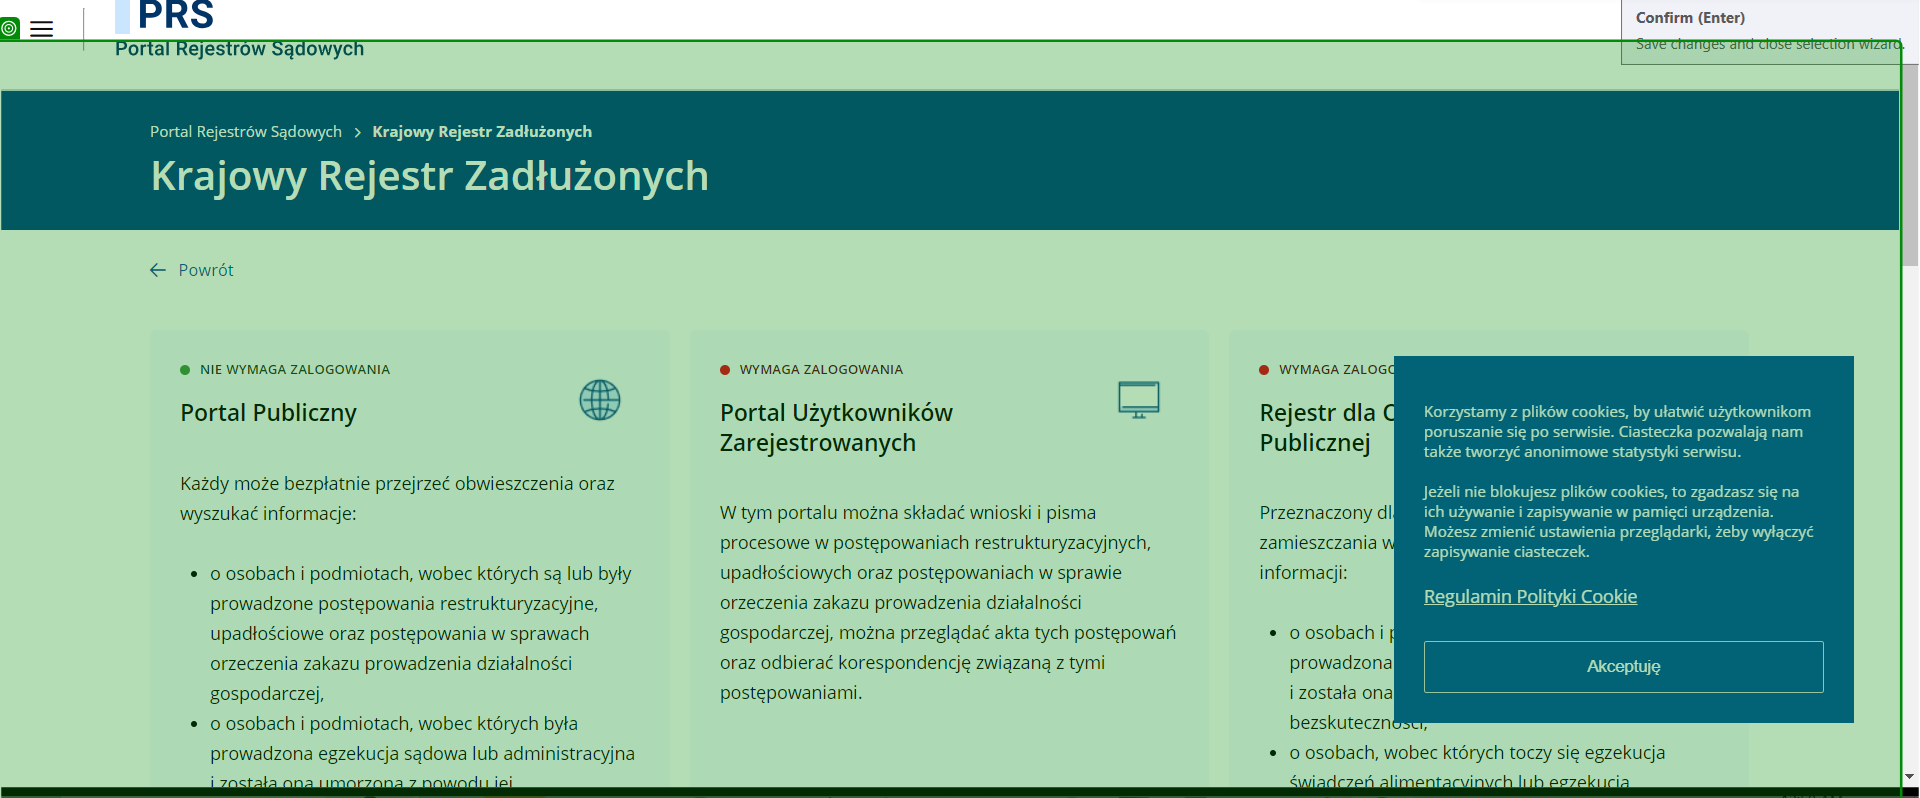 PRS
Portal Rejestrów Sądowych
Confirm (Enter)
Save changes and close selection wizard.
Portal Rejestrów Sądowych > Krajowy Rejestr Zadłużonych
Krajowy Rejestr Zadłużonych
← Powrót
NIE WYMAGA ZALOGOWANIA
Portal Publiczny
Każdy może bezpłatnie przejrzeć obwieszczenia oraz
wyszukać informacje:
• o osobach i podmiotach, wobec których są lub były
prowadzone postępowania restrukturyzacyjne,
upadłościowe oraz postępowania w sprawach
orzeczenia zakazu prowadzenia działalności
gospodarczej,
• o osobach i podmiotach, wobec których była
prowadzona egzekucja sądowa lub administracyjna
i została ona umorzona z powodu jej
WYMAGA ZALOGOWANIA
Portal Użytkowników
Zarejestrowanych
W tym portalu można składać wnioski i pisma
procesowe w postępowaniach restrukturyzacyjnych,
upadłościowych oraz postępowaniach w sprawie
orzeczenia zakazu prowadzenia działalności
gospodarczej, można przeglądać akta tych postępowań
oraz odbierać korespondencję związaną z tymi
postępowaniami.
WYMAGA ZALOGO
Rejestr dla O
Publicznej
Przeznaczony dl
zamieszczania w
informacji:
• o osobach i p
prowadzona
i została ona
bezskuteczności,
• o osobach, wobec których toczy się egzekucja
świadczeń alimentacyjnych lub egzekucja
Korzystamy z plików cookies, by ułatwić użytkownikom
poruszanie się po serwisie. Ciasteczka pozwalają nam
także tworzyć anonimowe statystyki serwisu.
Jeżeli nie blokujesz plików cookies, to zgadzasz się na
ich używanie i zapisywanie w pamięci urządzenia.
Możesz zmienić ustawienia przeglądarki, żeby wyłączyć
zapisywanie ciasteczek.
Regulamin Polityki Cookie
Akceptuję